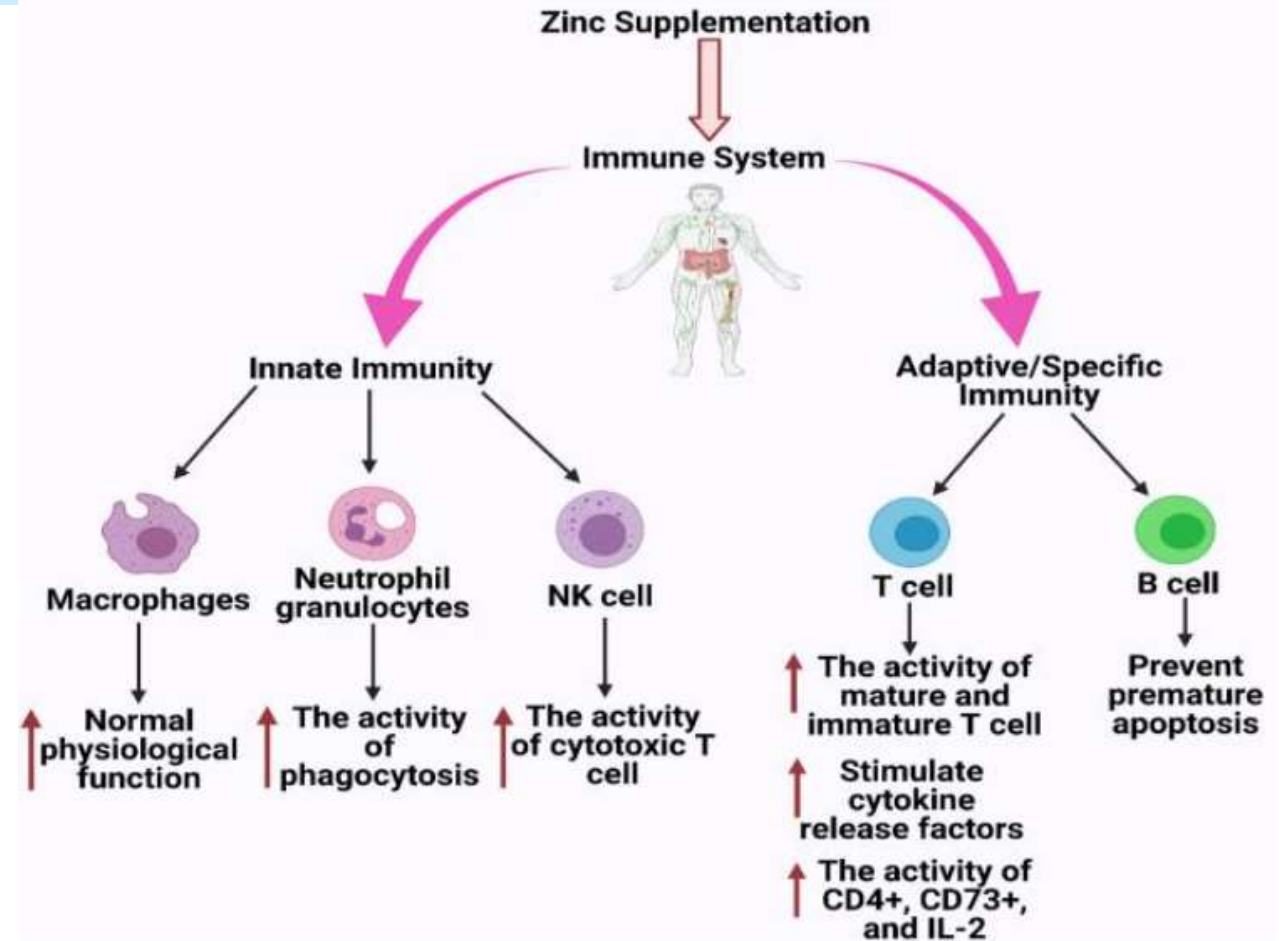 Zinc Supplementation
Immune System
Innate Immunity
Macrophages
Normal
physiological
function
Neutrophil
granulocytes
The activity
of
phagocytosis
NK cell
The activity
of cytotoxic T
cell
Adaptive/Specific
Immunity
T cell
The activity of
mature and
immature T cell
Stimulate
cytokine
release factors
The activity of
CD4+, CD73+,
and IL-2
B cell
Prevent
premature
apoptosis